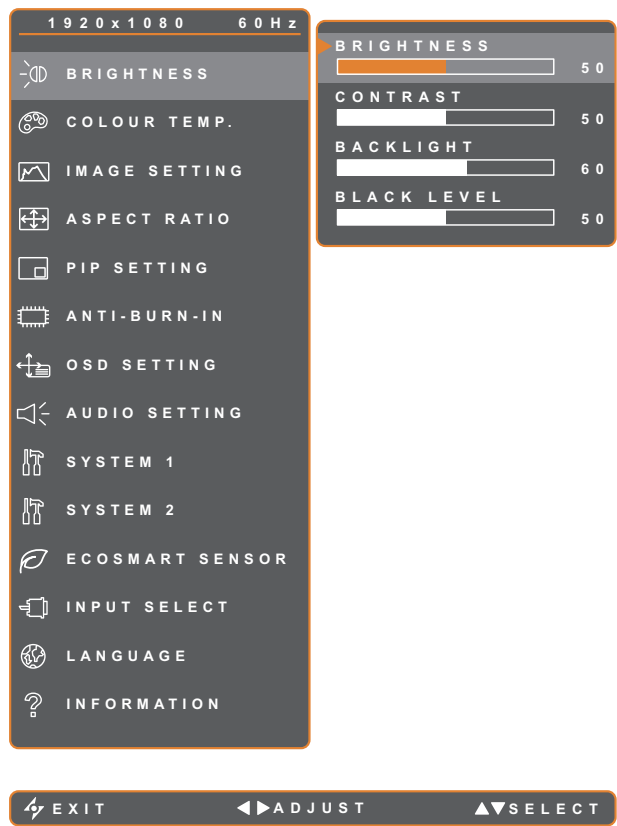 1920x1080 60Hz
BRIGHTNESS
COLOUR TEMP.
IMAGE SETTING
ASPECT RATIO
PIP SETTING
ANTI-BURN-IN
OSD SETTING
AUDIO SETTING
SYSTEM 1
SYSTEM 2
ECOSMART SENSOR
INPUT SELECT
LANGUAGE
INFORMATION
BRIGHTNESS
50
CONTRAST
50
BACKLIGHT
60
BLACK LEVEL
50
EXIT ADJUST SELECT